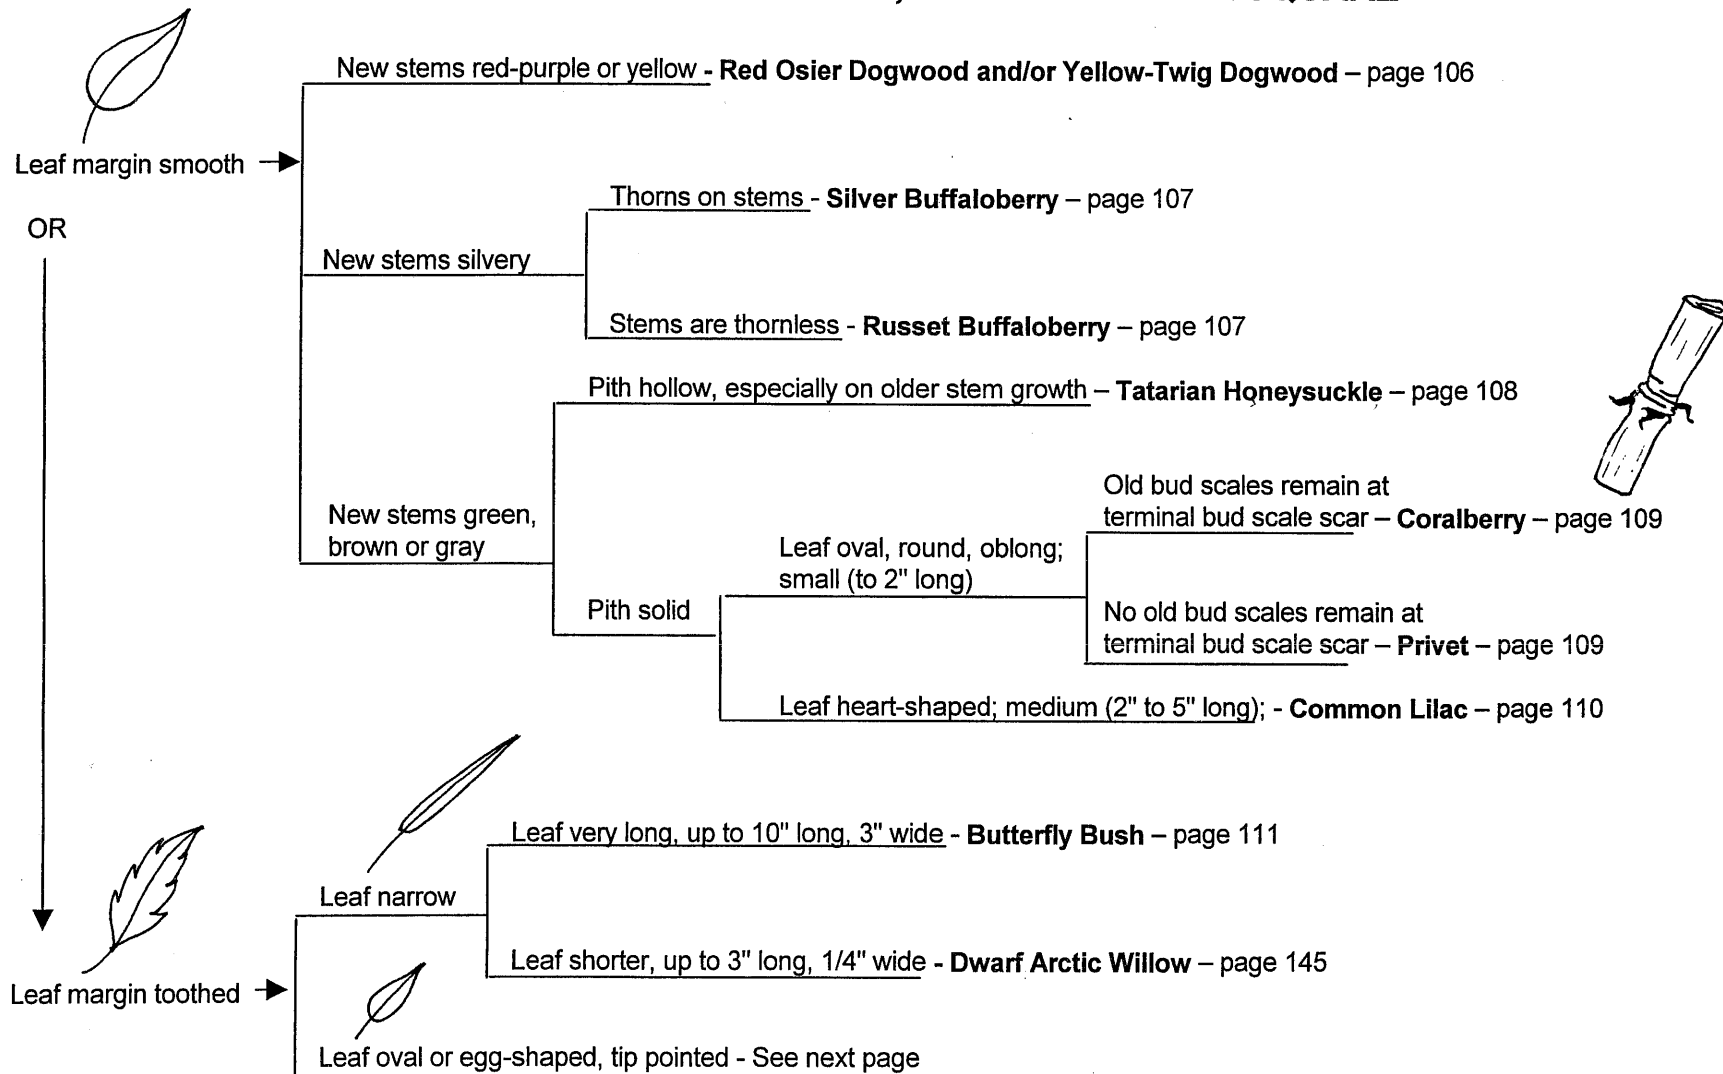 New stems red-purple or yellow - Red Osier Dogwood and/or Yellow-Twig Dogwood – page 106
Leaf margin smooth
Thorns on stems - Silver Buffaloberry – page 107
OR
New stems silvery
Stems are thornless - Russet Buffaloberry – page 107
Pith hollow, especially on older stem growth – Tatarian Honeysuckle – page 108
Old bud scales remain at
terminal bud scale scar – Coralberry – page 109
New stems green,
brown or gray
Leaf oval, round, oblong;
small (to 2" long)
Pith solid
No old bud scales remain at
terminal bud scale scar – Privet – page 109
Leaf heart-shaped; medium (2" to 5" long); - Common Lilac – page 110
Leaf very long, up to 10" long, 3" wide - Butterfly Bush – page 111
Leaf narrow
Leaf shorter, up to 3" long, 1/4" wide - Dwarf Arctic Willow – page 145
Leaf margin toothed
Leaf oval or egg-shaped, tip pointed - See next page